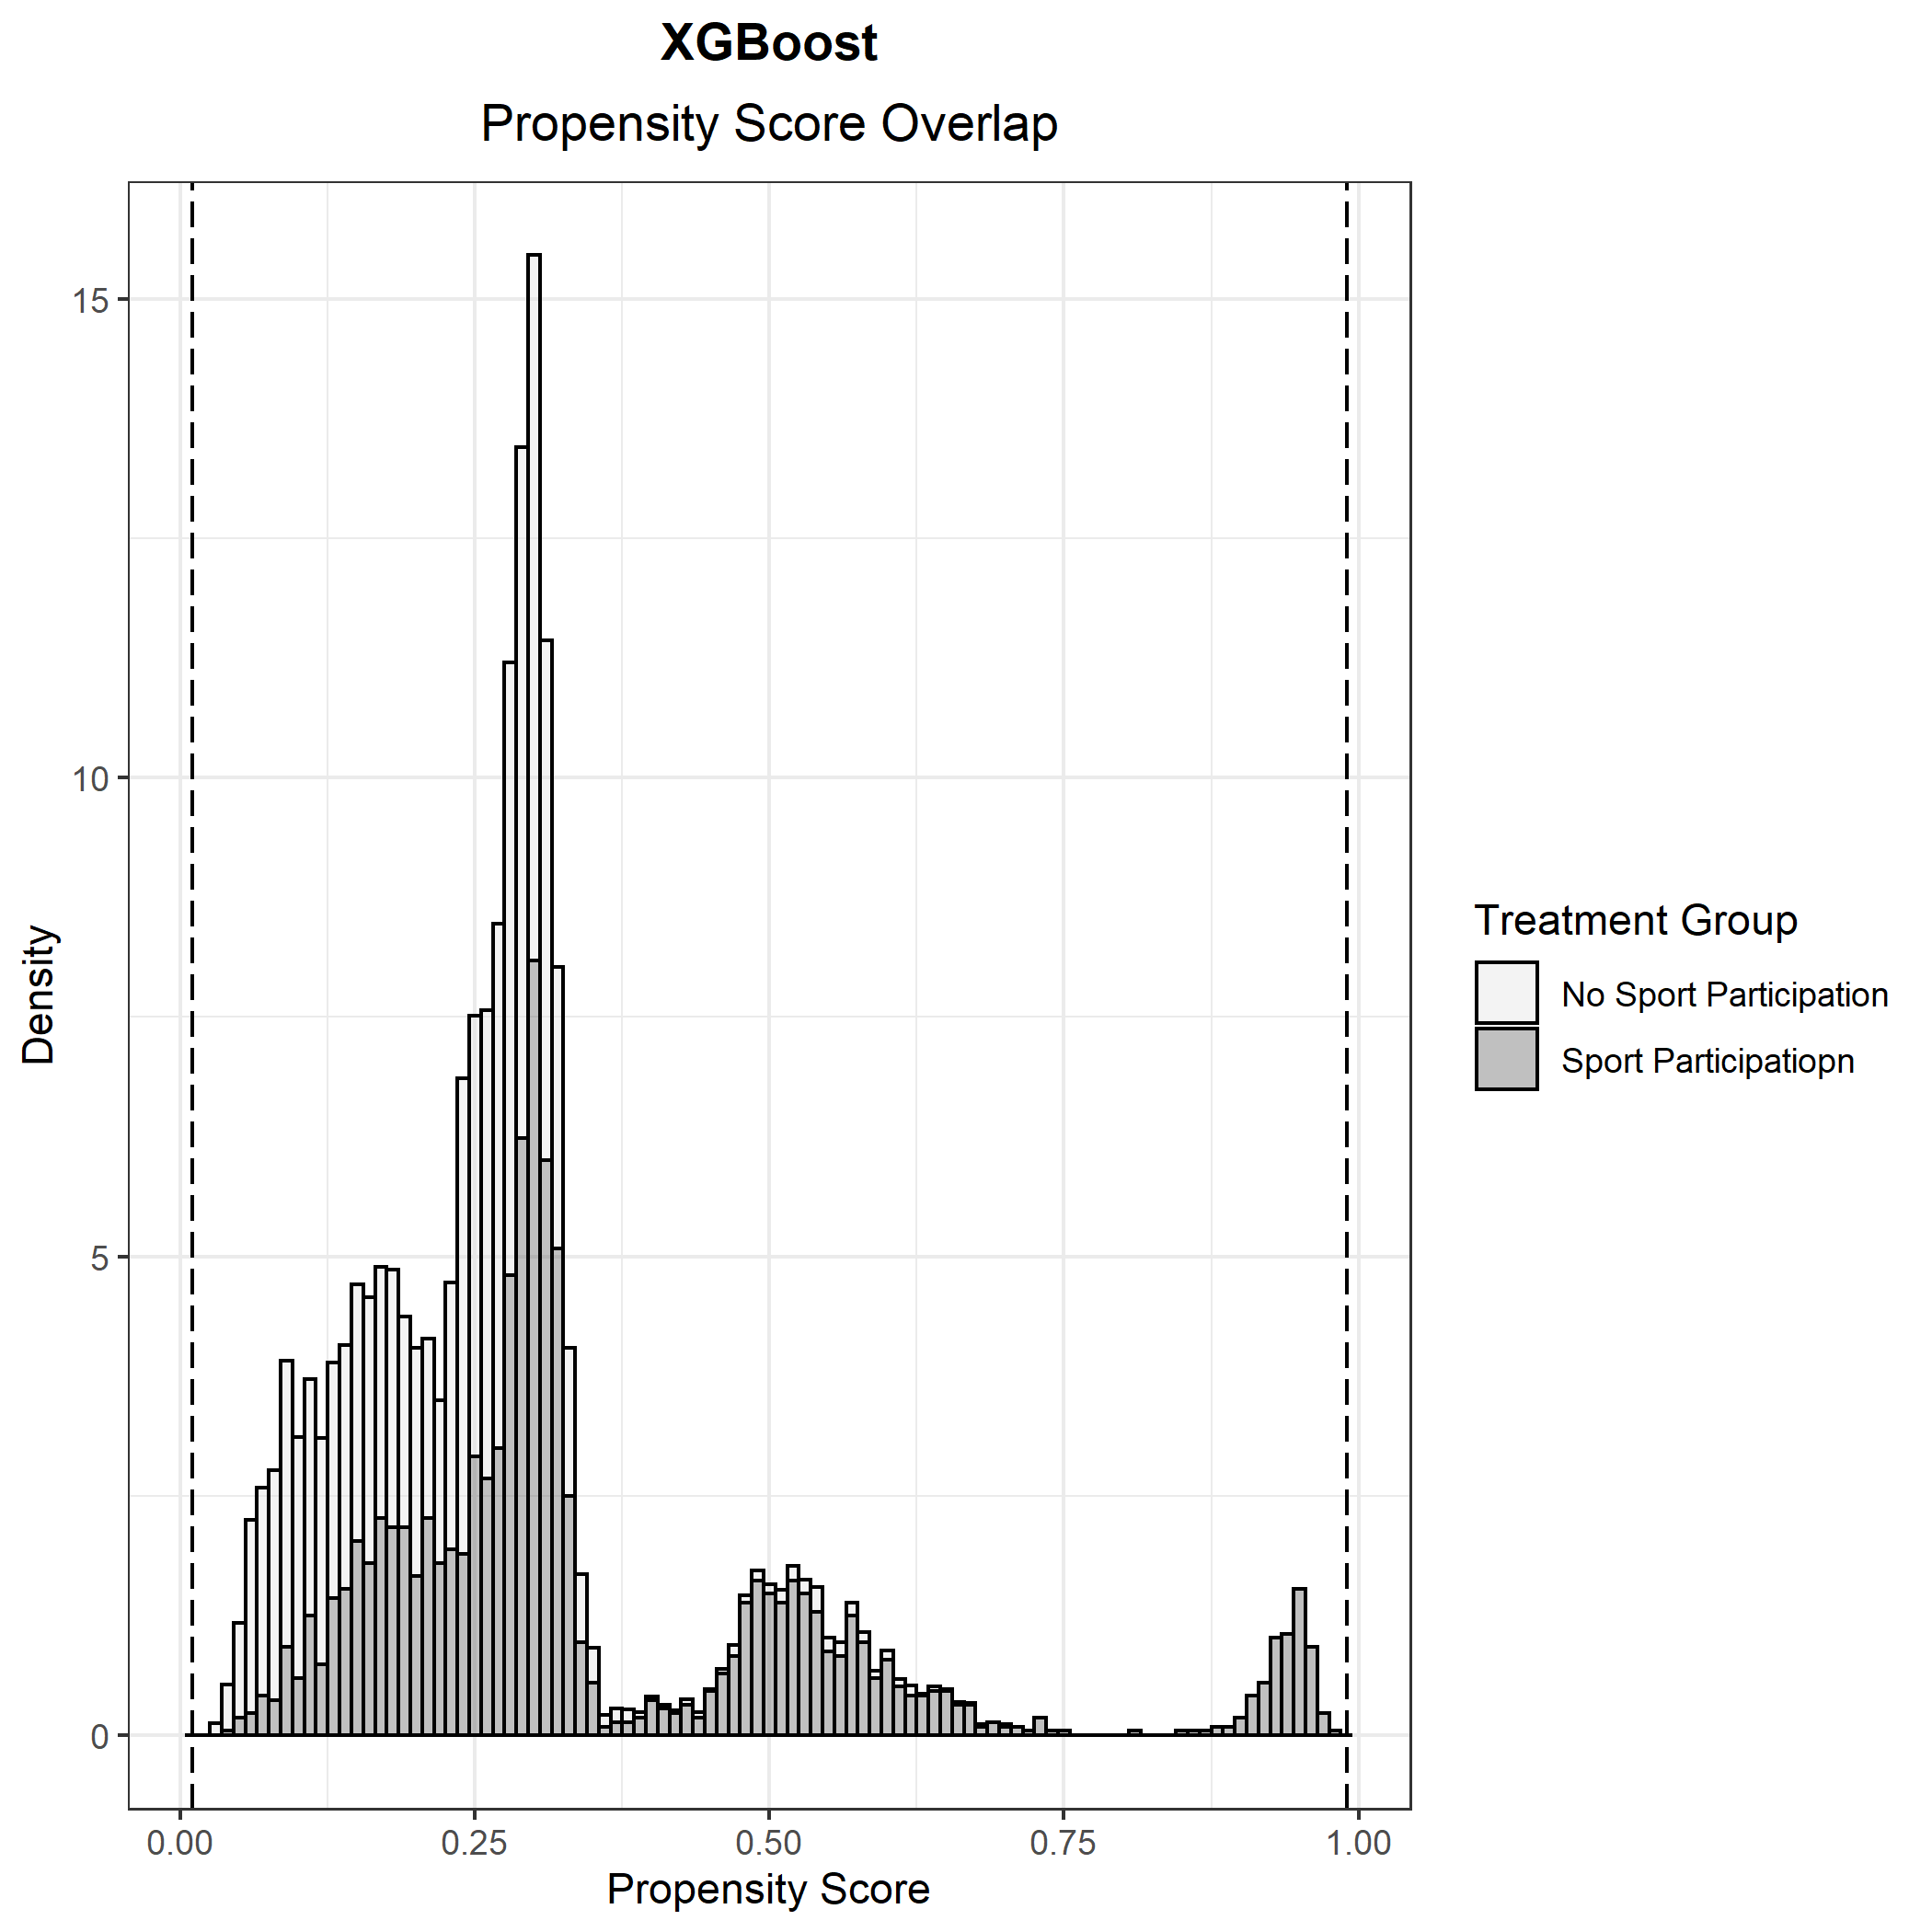 XGBoost
Propensity Score Overlap
15
10
5
0
Density
0.00 0.25 0.50 0.75 1.00
Propensity Score
Treatment Group
No Sport Participation
Sport Participatiopn